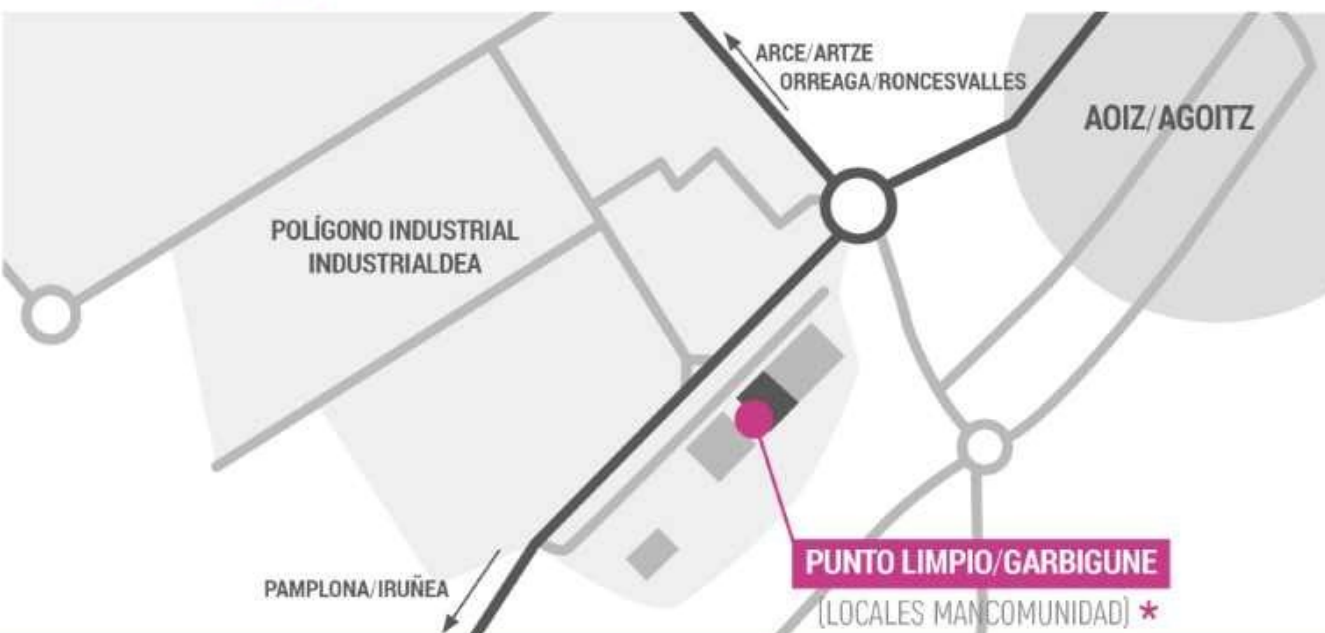 ARCE/ARTZE
ORREAGA/RONCESVALLES
AOIZ/AGOITZ
POLÍGONO INDUSTRIAL
INDUSTRIALDEA
PUNTO LIMPIO/GARBIGUNE
PAMPLONA/IRUÑEA
(LOCALES MANCOMUNIDAD) *